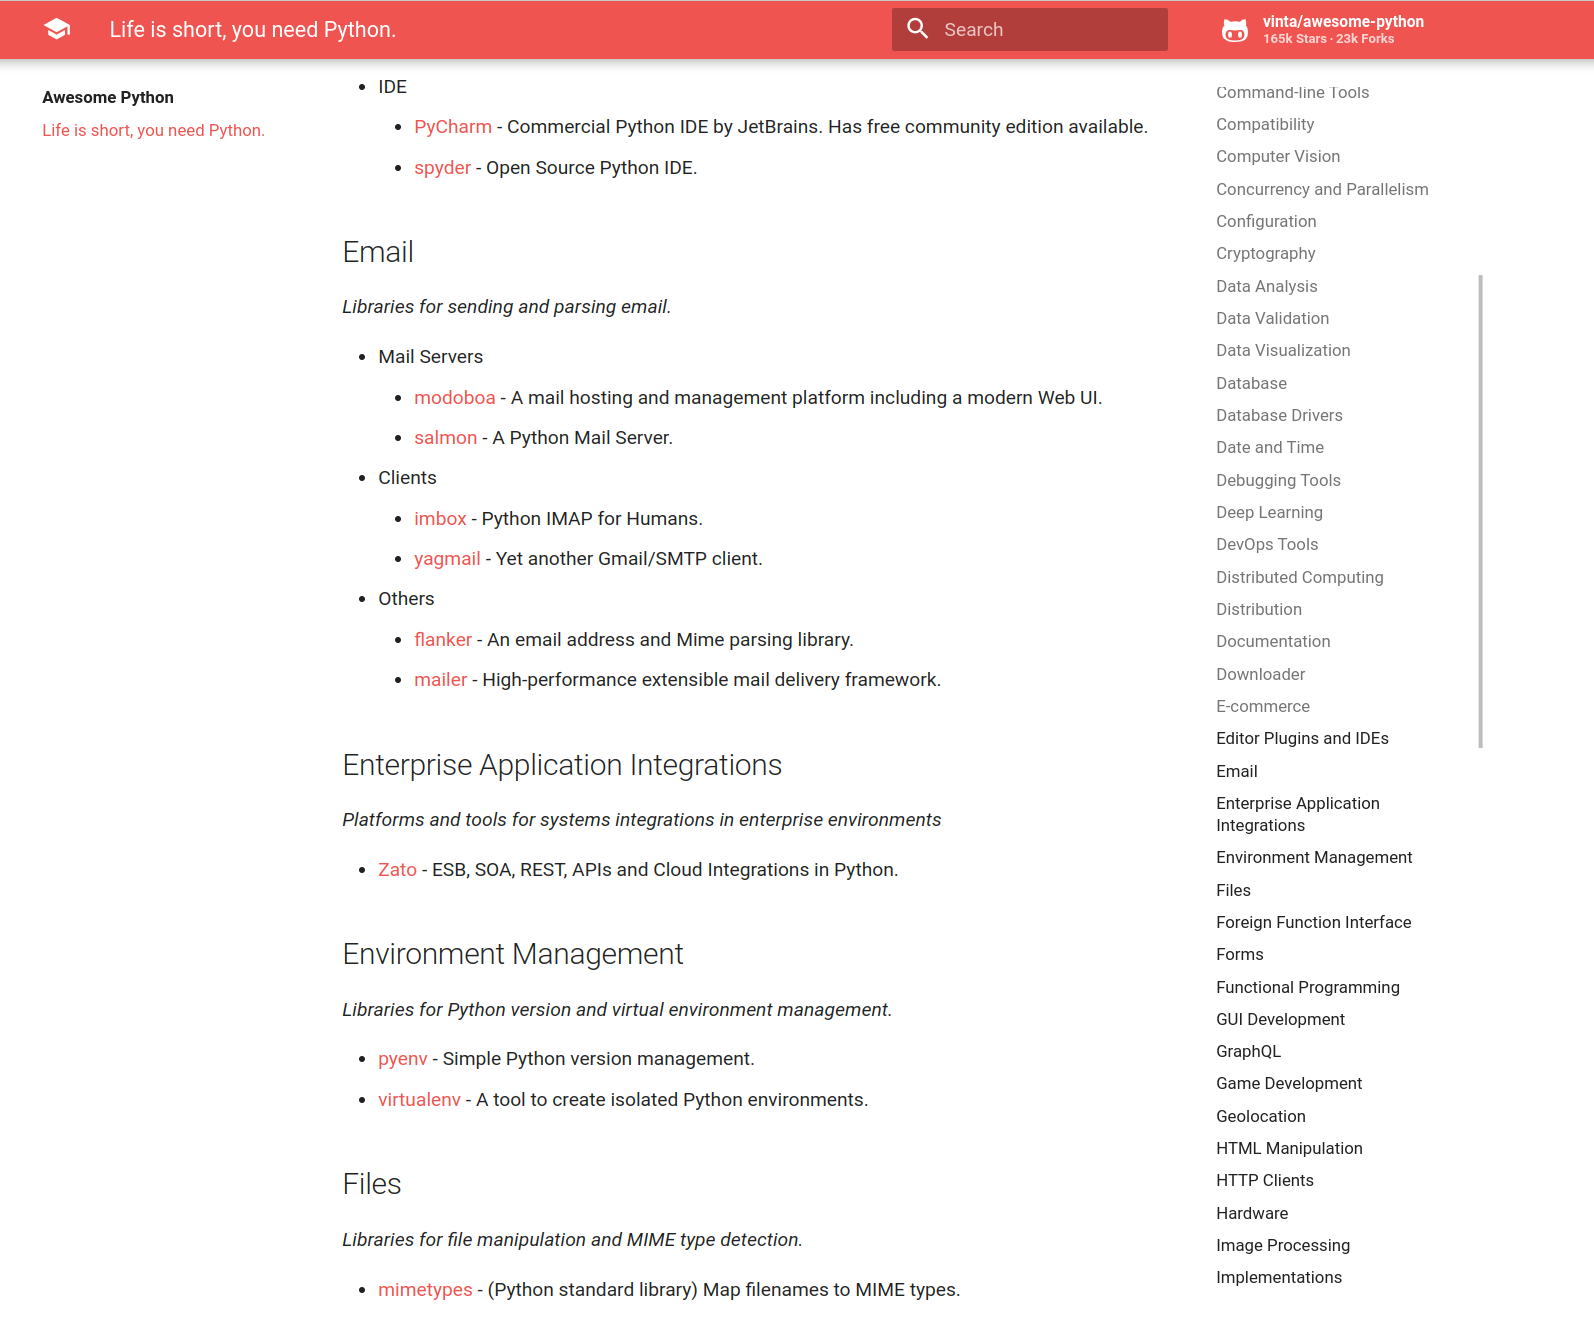 Life is short, you need Python.
Search
vinta/awesome-python
165k Stars · 23k Forks
Awesome Python
Life is short, you need Python.
IDE
PyCharm - Commercial Python IDE by JetBrains. Has free community edition available.
spyder - Open Source Python IDE.
Email
Libraries for sending and parsing email.
Mail Servers
modoboa - A mail hosting and management platform including a modern Web UI.
salmon - A Python Mail Server.
Clients
imbox - Python IMAP for Humans.
yagmail - Yet another Gmail/SMTP client.
Others
flanker - An email address and Mime parsing library.
mailer - High-performance extensible mail delivery framework.
Enterprise Application Integrations
Platforms and tools for systems integrations in enterprise environments
Zato - ESB, SOA, REST, APIs and Cloud Integrations in Python.
Environment Management
Libraries for Python version and virtual environment management.
pyenv - Simple Python version management.
virtualenv - A tool to create isolated Python environments.
Files
Libraries for file manipulation and MIME type detection.
mimetypes - (Python standard library) Map filenames to MIME types.
Command-line Tools
Compatibility
Computer Vision
Concurrency and Parallelism
Configuration
Cryptography
Data Analysis
Data Validation
Data Visualization
Database
Database Drivers
Date and Time
Debugging Tools
Deep Learning
DevOps Tools
Distributed Computing
Distribution
Documentation
Downloader
E-commerce
Editor Plugins and IDEs
Email
Enterprise Application
Integrations
Environment Management
Files
Foreign Function Interface
Forms
Functional Programming
GUI Development
GraphQL
Game Development
Geolocation
HTML Manipulation
HTTP Clients
Hardware
Image Processing
Implementations